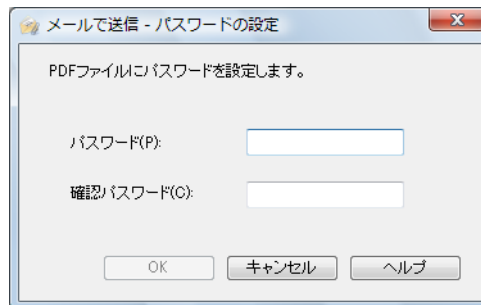 メールで送信 - パスワードの設定
PDFファイルにパスワードを設定します。
パスワード(P):
確認パスワード(C):
OK キャンセル ヘルプ